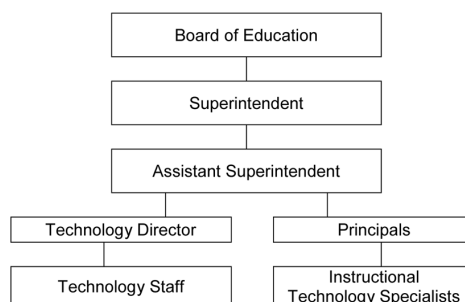 Board of Education
Superintendent
Assistant Superintendent
Technology Director
Principals
Technology Staff
Instructional
Technology Specialists